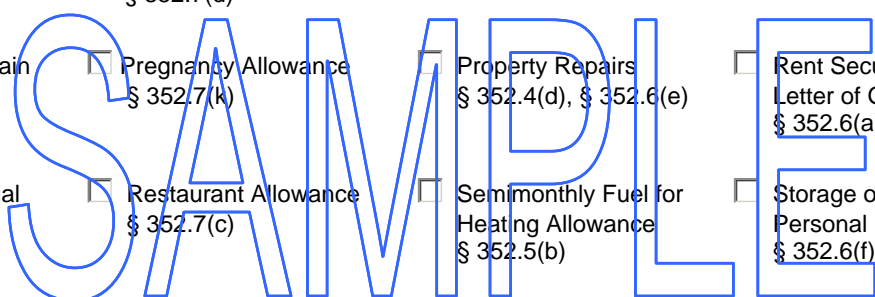 § 352.7(d)
ain
Pregnancy Allowance
§ 352.7(k)
Property Repairs
§ 352.4(d), § 352.6(e)
Rent Secu
Letter of
§ 352.6(a
al
Restaurant Allowance
§ 352.7(c)
Semimonthly Fuel for
Heating Allowance
§ 352.5(b)
Storage o
Personal
§ 352.6(f)
SAMPLE